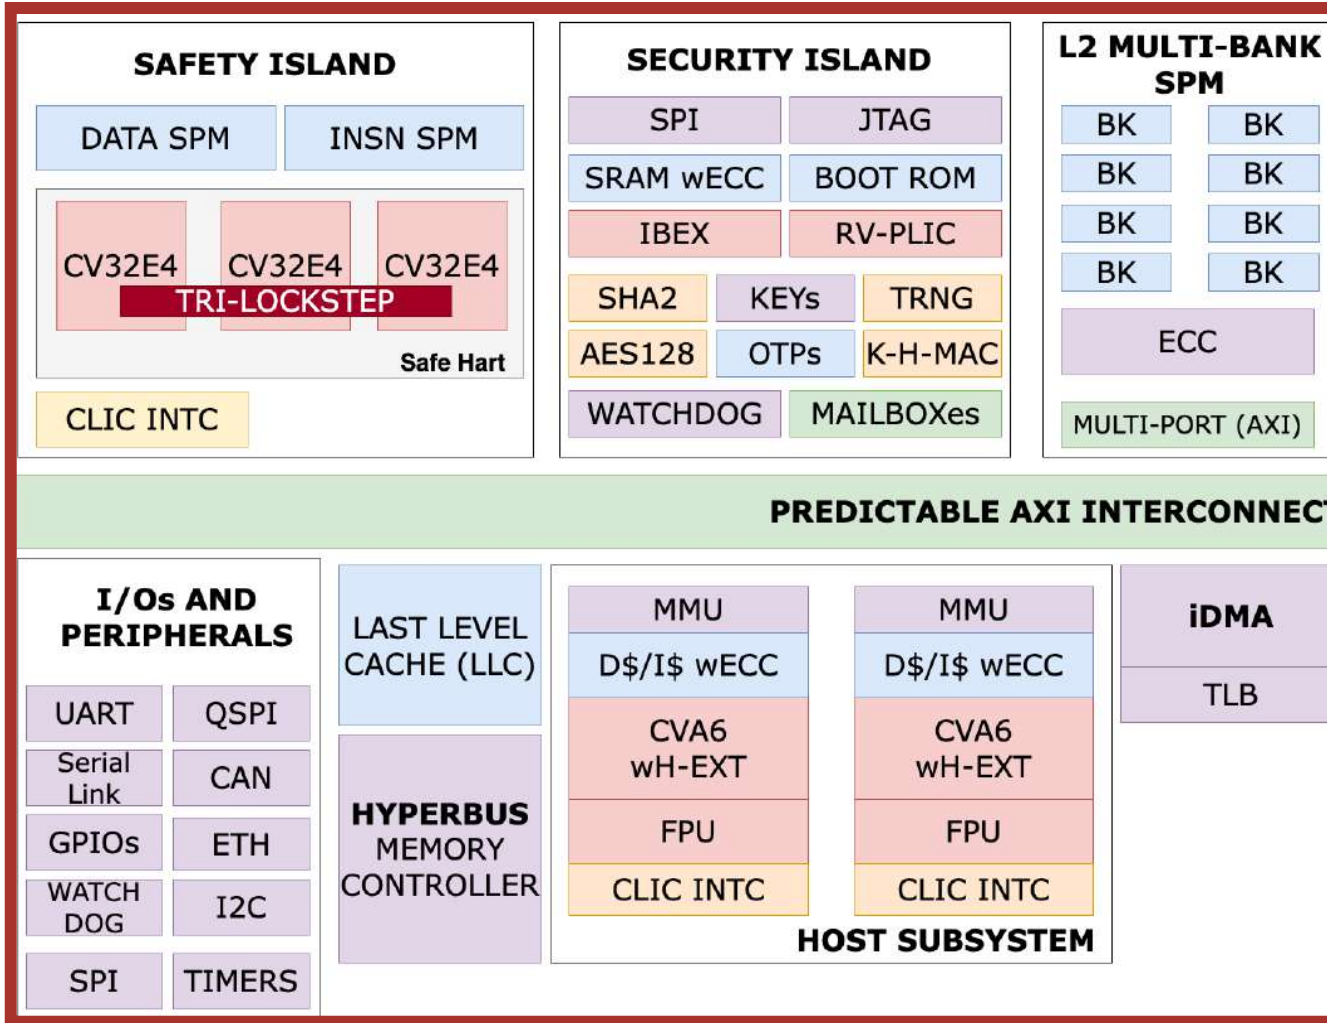 SAFETY ISLAND
DATA SPM
INSN SPM
CV32E4
CV32E4
CV32E4
TRI-LOCKSTEP
Safe Hart
CLIC INTC
SECURITY ISLAND
SPI
JTAG
SRAM wECC
BOOT ROM
IBEX
RV-PLIC
SHA2
KEYs
TRNG
AES128
OTPs
K-H-MAC
WATCHDOG
MAILBOXes
L2 MULTI-BANK
SPM
BK
BK
BK
BK
BK
BK
BK
BK
ECC
MULTI-PORT (AXI)
PREDICTABLE AXI INTERCONNECT
I/Os AND
PERIPHERALS
UART
QSPI
Serial
Link
CAN
GPIOs
ETH
WATCH
DOG
I2C
SPI
TIMERS
LAST LEVEL
CACHE (LLC)
HYPERBUS
MEMORY
CONTROLLER
MMU
D$/I$ wECC
CVA6
wH-EXT
FPU
CLIC INTC
MMU
D$/I$ wECC
CVA6
wH-EXT
FPU
CLIC INTC
HOST SUBSYSTEM
iDMA
TLB